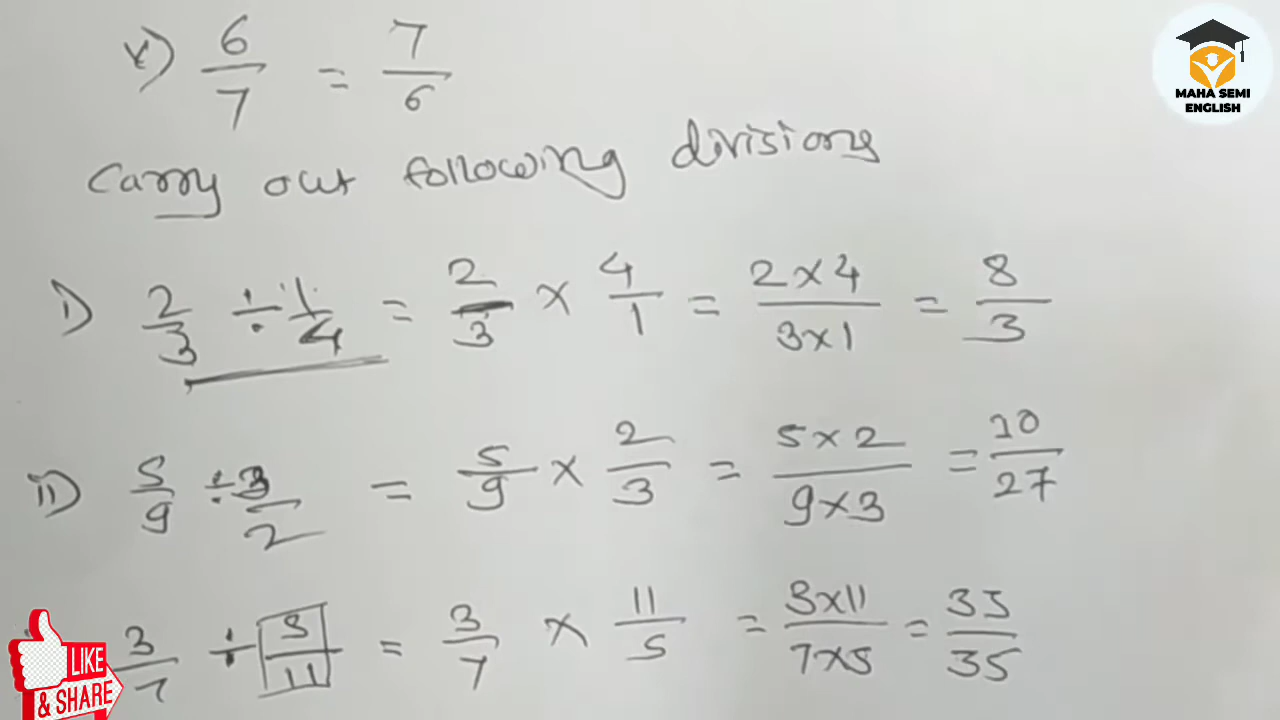 v) 6/7 = 7/6
MAHA SEMI
ENGLISH
Carry out following divisions
i) 2/3 ÷ 1/4 = 2/3 × 4/1 = 2×4/3×1 = 8/3
ii) 5/9 ÷ 3/2 = 5/9 × 2/3 = 5×2/9×3 = 10/27
3/7 ÷ 5/11 = 3/7 × 11/5 = 3×11/7×5 = 33/35
LIKE
& SHARE